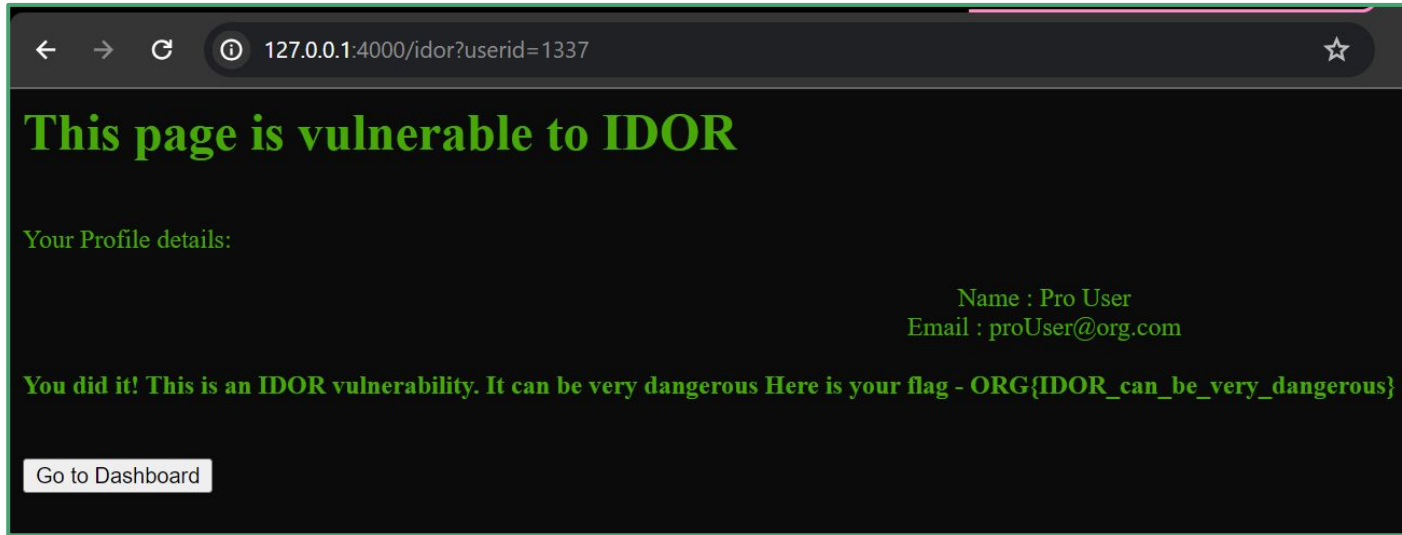 127.0.0.1:4000/idor?userid=1337
This page is vulnerable to IDOR
Your Profile details:
Name : Pro User
Email : proUser@org.com
You did it! This is an IDOR vulnerability. It can be very dangerous Here is your flag - ORG{IDOR_can_be_very_dangerous}
Go to Dashboard